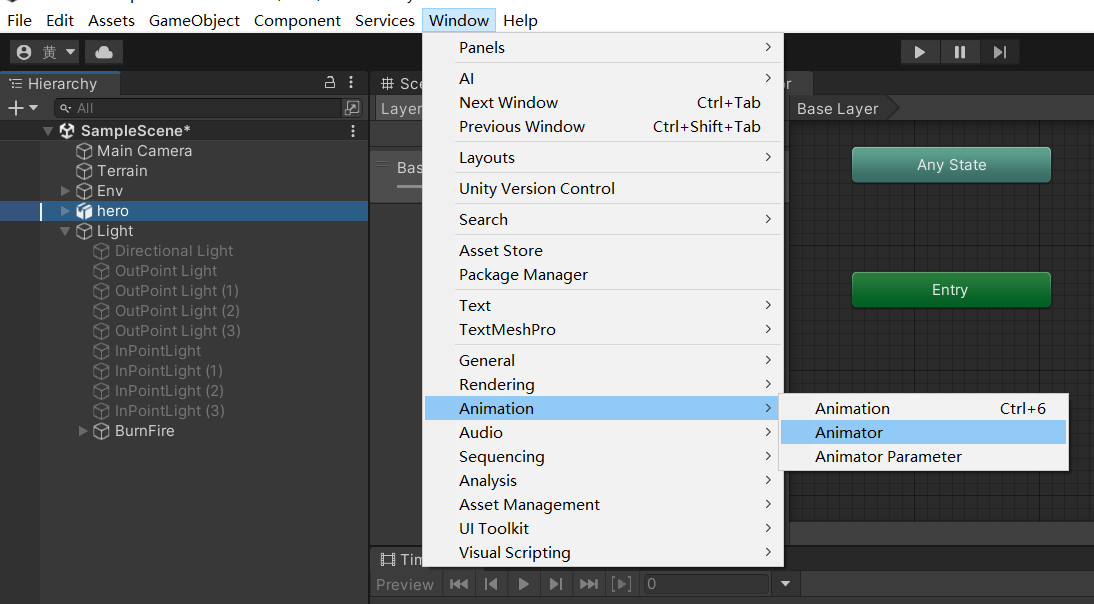 File Edit Assets GameObject Component Services Window Help
黄
Hierarchy
All
SampleScene*
Main Camera
Terrain
Env
hero
Light
Directional Light
OutPoint Light
OutPoint Light (1)
OutPoint Light (2)
OutPoint Light (3)
InPointLight
InPointLight (1)
InPointLight (2)
InPointLight (3)
BurnFire
# Sce
Layer
Bas
Panels
AI
Next Window Ctrl+Tab
Previous Window Ctrl+Shift+Tab
Layouts
Unity Version Control
Search
Asset Store
Package Manager
Text
TextMeshPro
General
Rendering
Animation
Audio
Sequencing
Analysis
Asset Management
UI Toolkit
Visual Scripting
Animation Ctrl+6
Animator
Animator Parameter
or
Base Layer
Any State
Entry
Tim
Preview 0